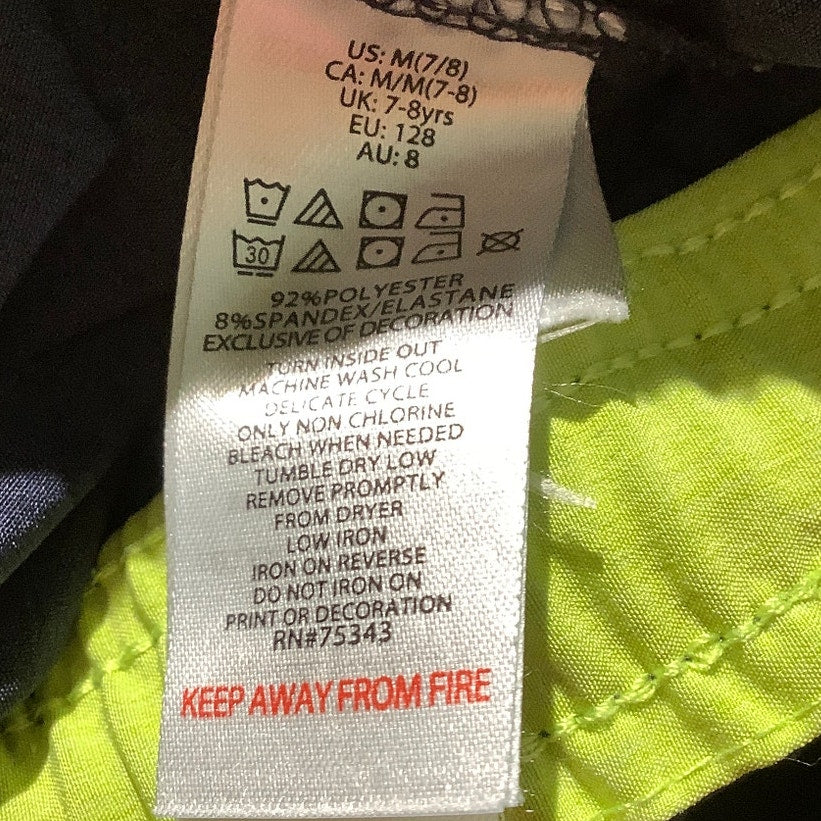 US: M(7/8)
CA: M/M(7-8)
UK: 7-8yrs
EU: 128
AU: 8
30
92%POLYESTER
8%SPANDEX/ELASTANE
EXCLUSIVE OF DECORATION
TURN INSIDE OUT
MACHINE WASH COOL
DELICATE CYCLE
ONLY NON CHLORINE
BLEACH WHEN NEEDED
TUMBLE DRY LOW
REMOVE PROMPTLY
FROM DRYER
LOW IRON
IRON ON REVERSE
DO NOT IRON ON
PRINT OR DECORATION
RN#75343
KEEP AWAY FROM FIRE